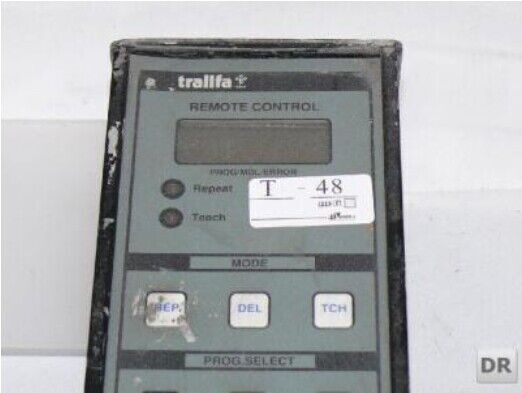 trallfa
REMOTE CONTROL
PROG/MOL.ERROR
Repeat
T - 48
Teach
MODE
REP.
DEL
TCH
PROG.SELECT
DR